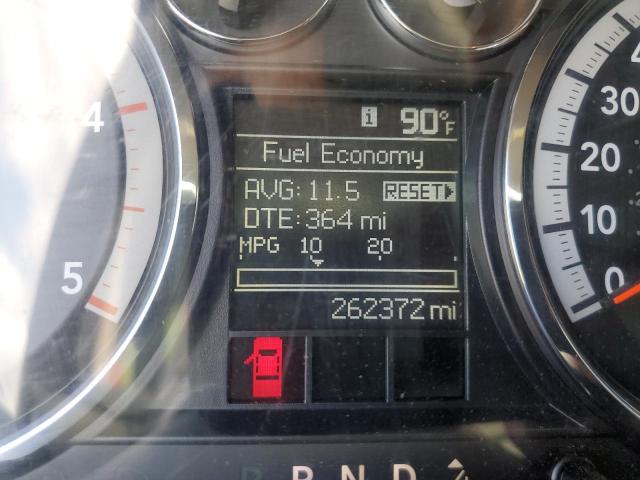 4
5
i 90°F
Fuel Economy
AVG: 11.5 RESET
DTE: 364 mi
MPG 10 20
262372 mi
30
20
10
0
P R N D